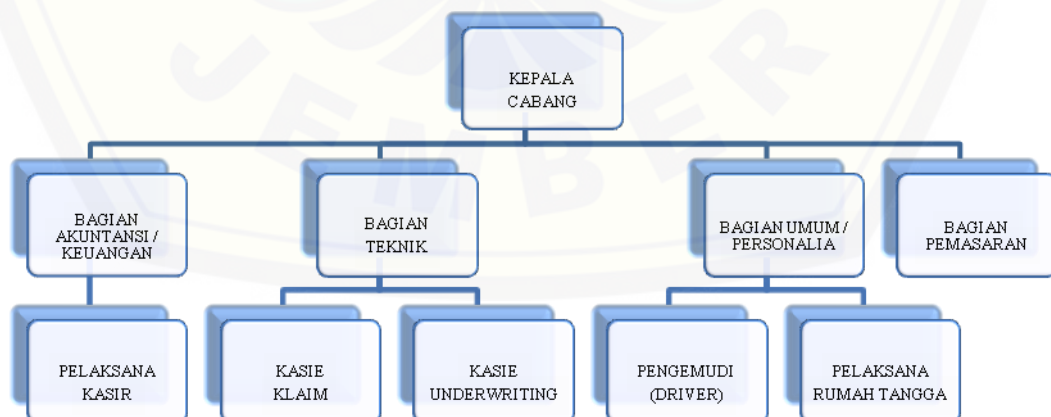 KEPALA
CABANG
BAGIAN
AKUNTANSI /
KEUANGAN
BAGIAN
TEKNIK
BAGIAN UMUM /
PERSONALIA
BAGIAN
PEMASARAN
PELAKSANA
KASIR
KASIE
KLAIM
KASIE
UNDERWRITING
PENGEMUDI
(DRIVER)
PELAKSANA
RUMAH TANGGA
JEMBER